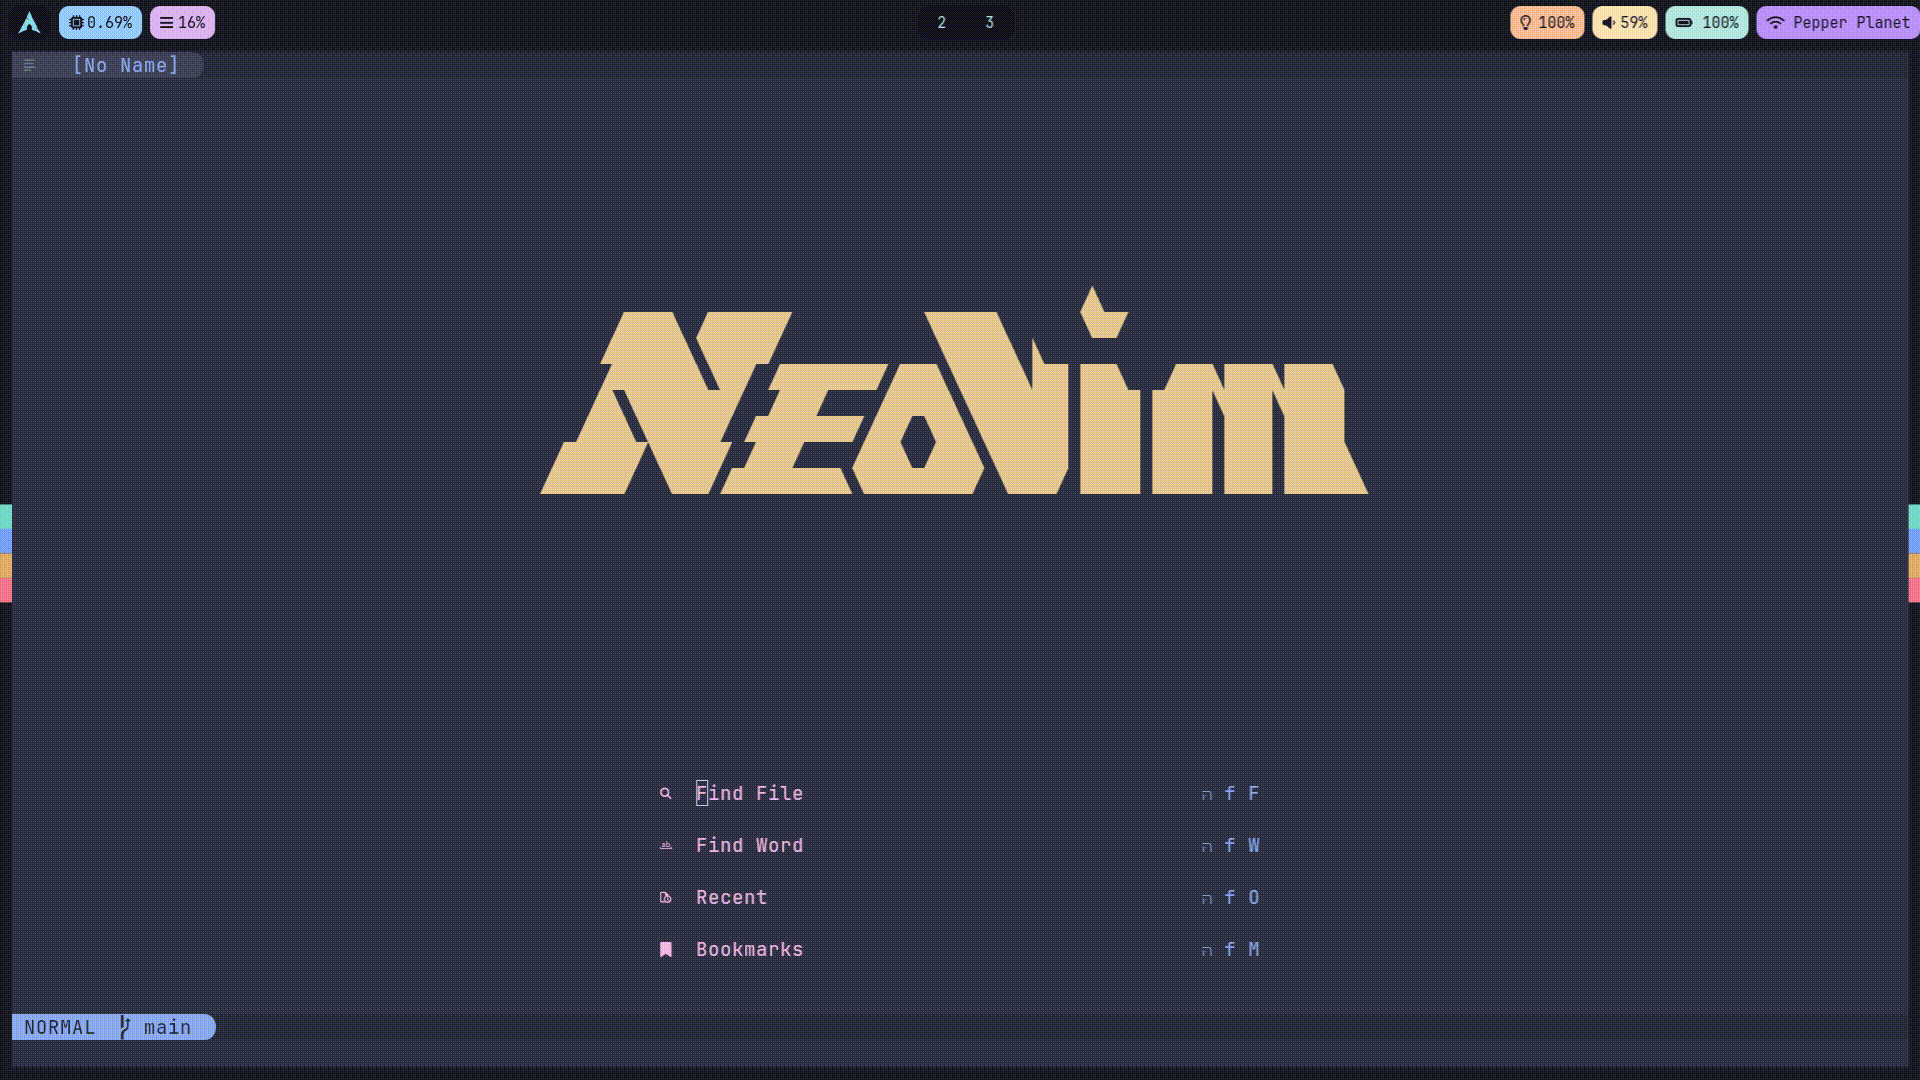 0.69% 16% 2 3 100% 59% 100% Pepper Planet
[No Name]
Neovim
Find File f F
Find Word f W
Recent f O
Bookmarks f M
NORMAL main